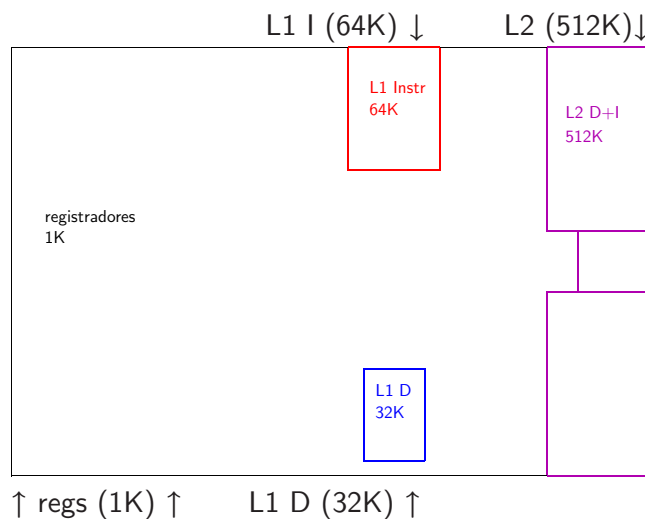 L1 I (64K) ↓ L2 (512K)↓
L1 Instr
64K
L2 D+I
512K
registradores
1K
L1 D
32K
↑ regs (1K) ↑ L1 D (32K) ↑